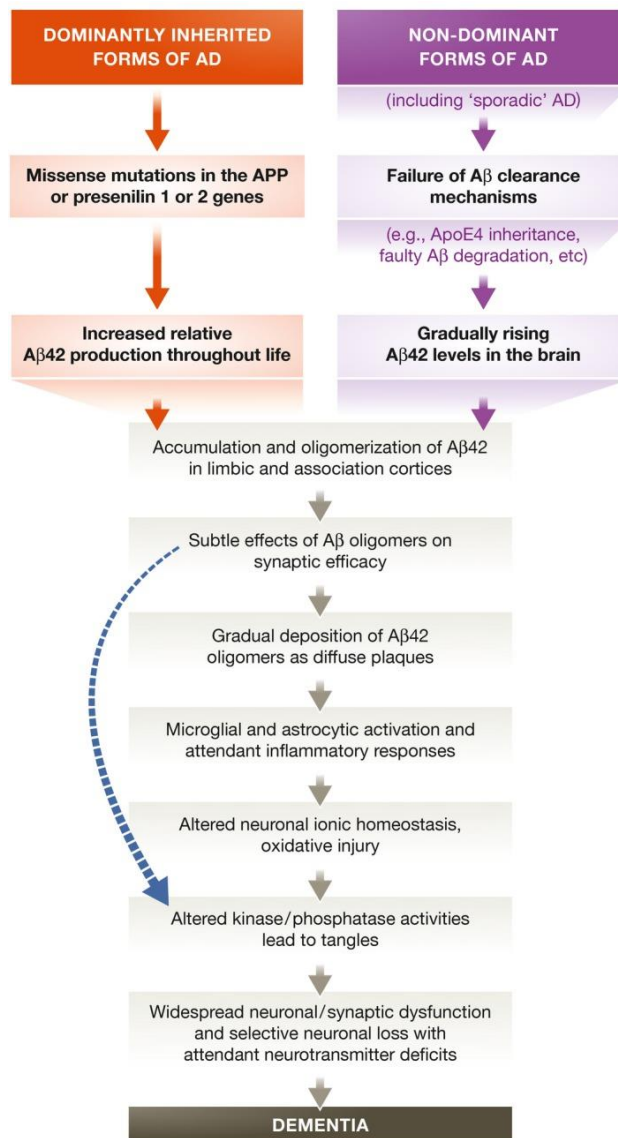 DOMINANTLY INHERITED
FORMS OF AD
NON-DOMINANT
FORMS OF AD
(including ‘sporadic’ AD)
Missense mutations in the APP
or presenilin 1 or 2 genes
Failure of Aβ clearance
mechanisms
(e.g., ApoE4 inheritance,
faulty Aβ degradation, etc)
Increased relative
Aβ42 production throughout life
Gradually rising
Aβ42 levels in the brain
Accumulation and oligomerization of Aβ42
in limbic and association cortices
Subtle effects of Aβ oligomers on
synaptic efficacy
Gradual deposition of Aβ42
oligomers as diffuse plaques
Microglial and astrocytic activation and
attendant inflammatory responses
Altered neuronal ionic homeostasis,
oxidative injury
Altered kinase/phosphatase activities
lead to tangles
Widespread neuronal/synaptic dysfunction
and selective neuronal loss with
attendant neurotransmitter deficits
DEMENTIA